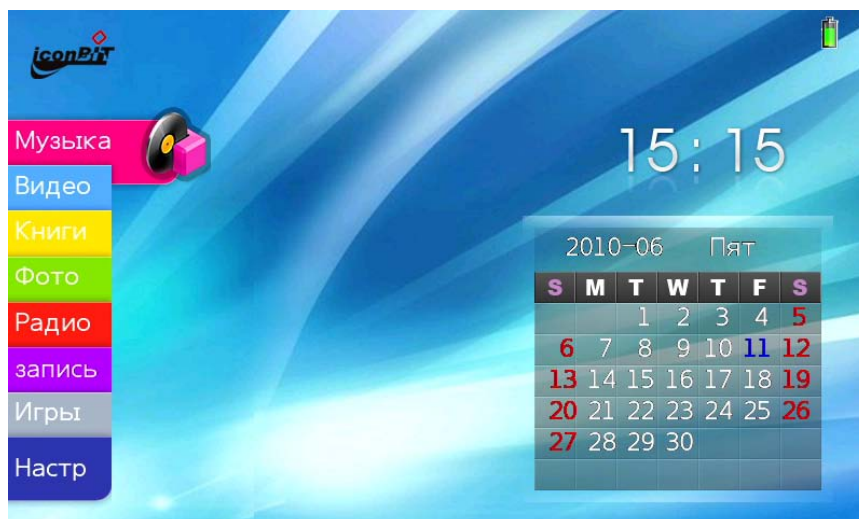 iconBiT
Музыка
Видео
Книги
Фото
Радио
запись
Игры
Настр
15:15
2010-06 Пят
S M T W T F S
1 2 3 4 5
6 7 8 9 10 11 12
13 14 15 16 17 18 19
20 21 22 23 24 25 26
27 28 29 30